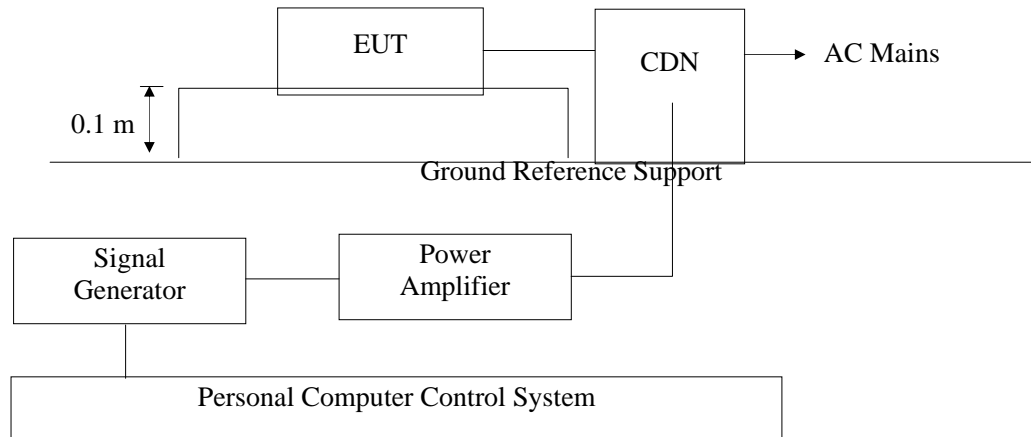 EUT
CDN
AC Mains
0.1 m
Ground Reference Support
Signal
Generator
Power
Amplifier
Personal Computer Control System